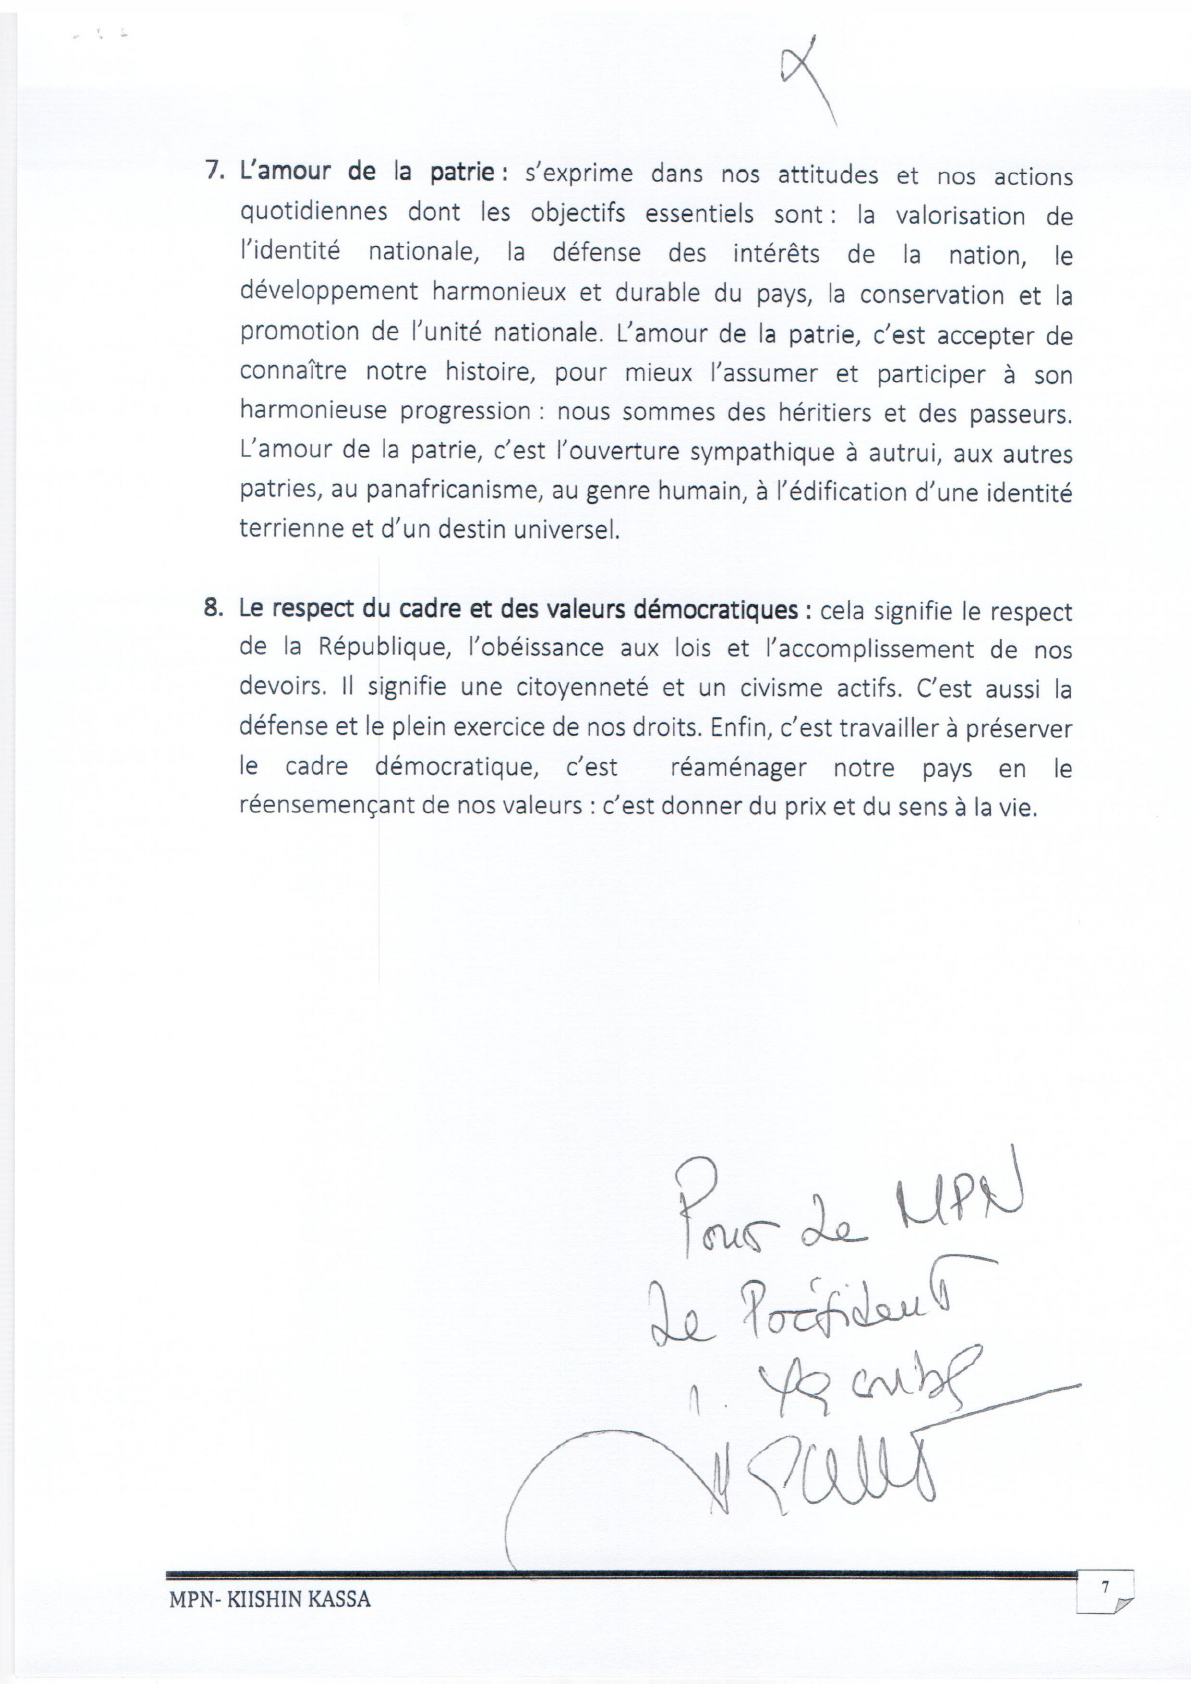 7. L'amour de la patrie : s'exprime dans nos attitudes et nos actions
quotidiennes dont les objectifs essentiels sont : la valorisation de
l'identité nationale, la défense des intérêts de la nation, le
développement harmonieux et durable du pays, la conservation et la
promotion de l'unité nationale. L'amour de la patrie, c'est accepter de
connaître notre histoire, pour mieux l'assumer et participer à son
harmonieuse progression : nous sommes des héritiers et des passeurs.
L'amour de la patrie, c'est l'ouverture sympathique à autrui, aux autres
patries, au panafricanisme, au genre humain, à l'édification d'une identité
terrienne et d'un destin universel.
8. Le respect du cadre et des valeurs démocratiques : cela signifie le respect
de la République, l'obéissance aux lois et l'accomplissement de nos
devoirs. Il signifie une citoyenneté et un civisme actifs. C'est aussi la
défense et le plein exercice de nos droits. Enfin, c'est travailler à préserver
le cadre démocratique, c'est réaménager notre pays en le
réensemençant de nos valeurs : c'est donner du prix et du sens à la vie.
Pour Le MPN
Le Président
MPN- KIISHIN KASSA
7